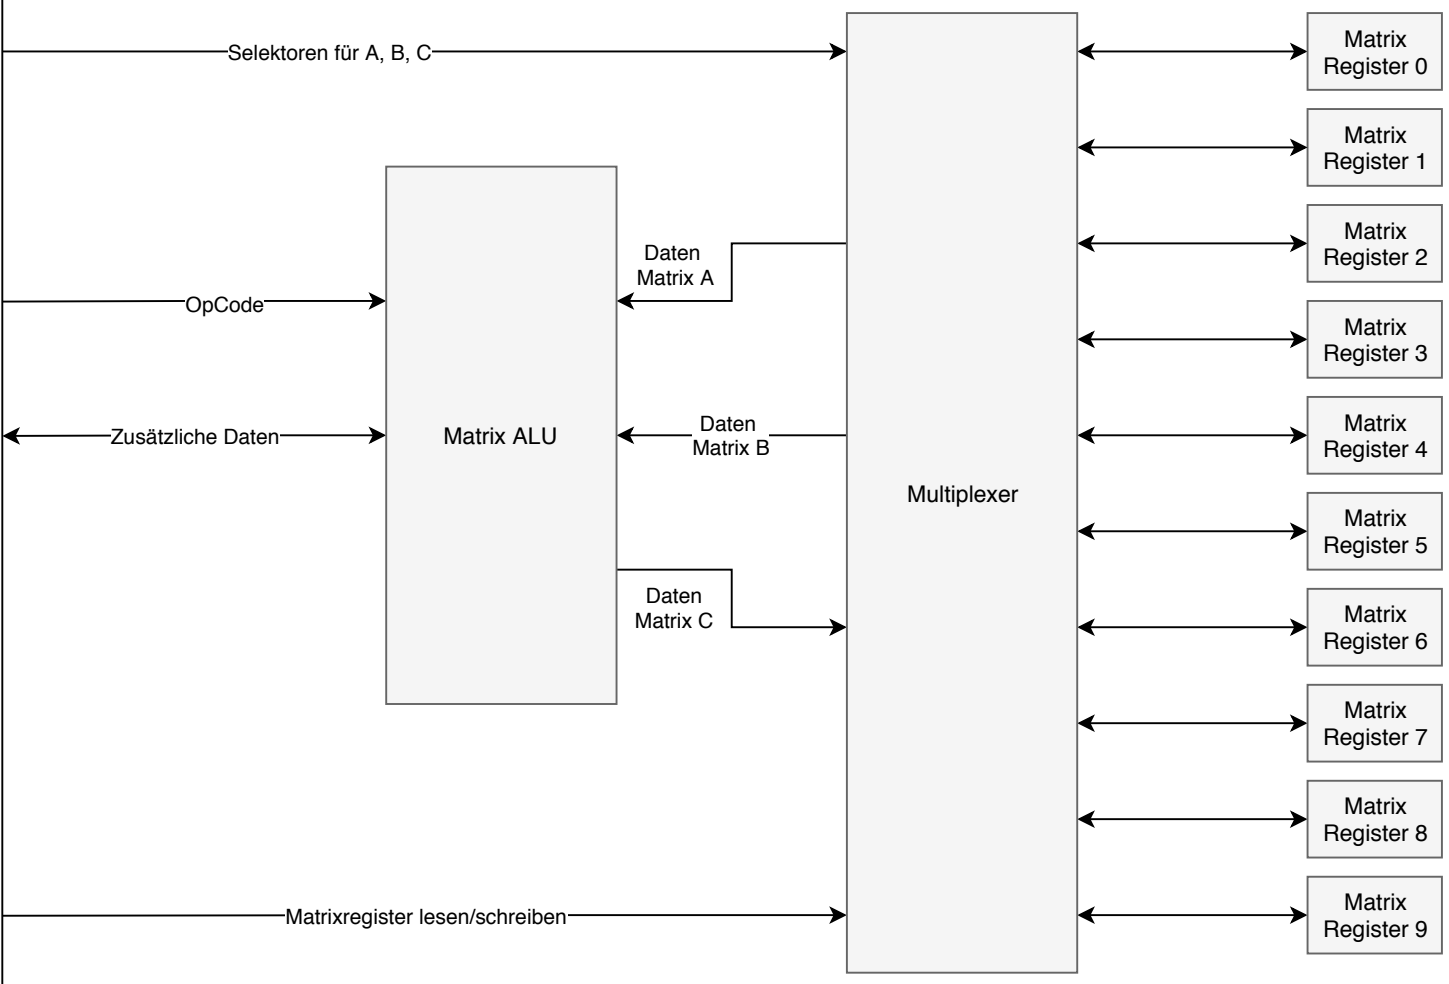 Selektoren für A, B, C
Matrix
Register 0
Matrix
Register 1
Matrix
Register 2
Daten
Matrix A
OpCode
Matrix
Register 3
Zusätzliche Daten
Matrix ALU
Daten
Matrix B
Matrix
Register 4
Multiplexer
Matrix
Register 5
Daten
Matrix C
Matrix
Register 6
Matrix
Register 7
Matrix
Register 8
Matrixregister lesen/schreiben
Matrix
Register 9